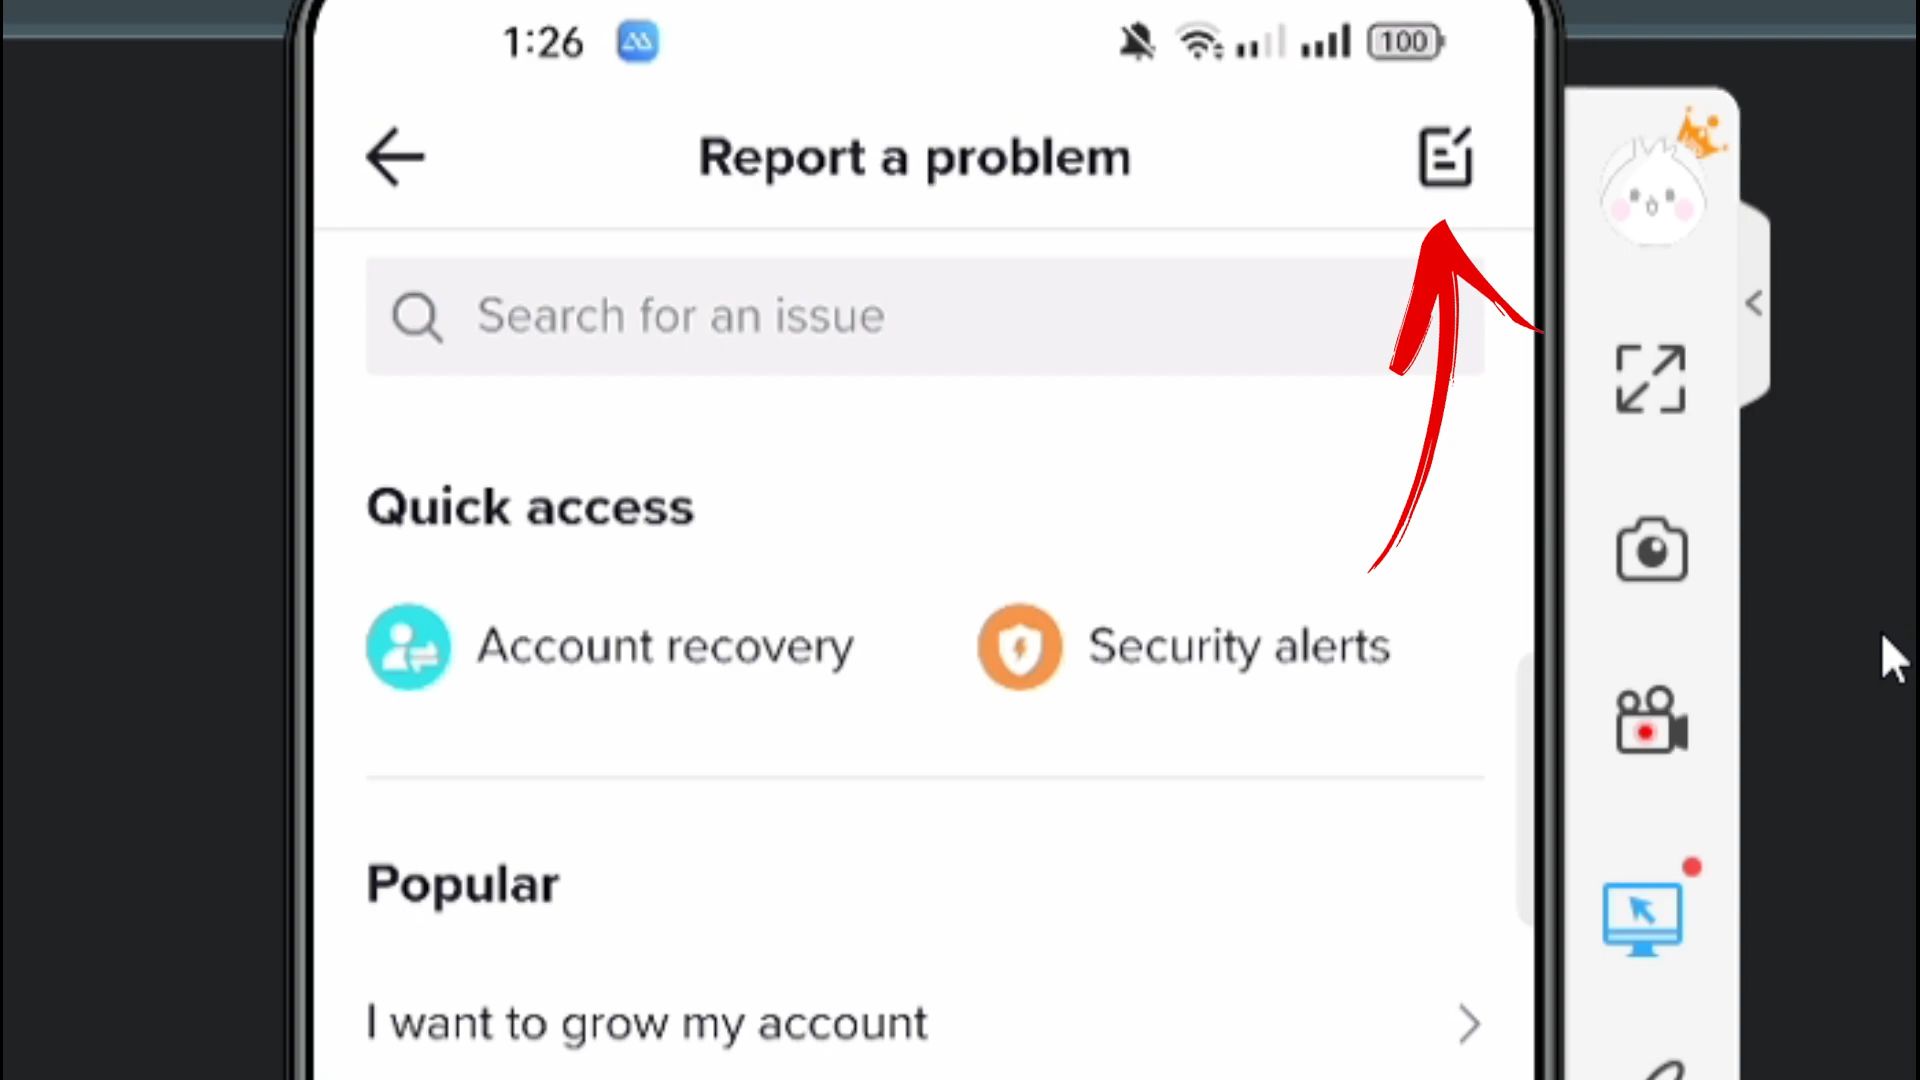 1:26
100
Report a problem
Search for an issue
Quick access
Account recovery
Security alerts
Popular
I want to grow my account